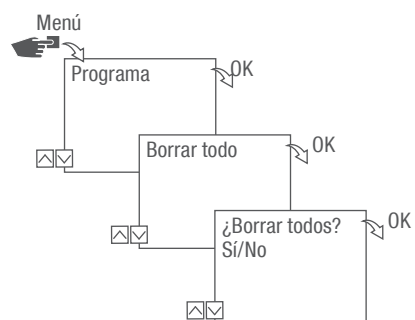 Menú
Programa
OK
Borrar todo
OK
¿Borrar todos?
Sí/No
OK